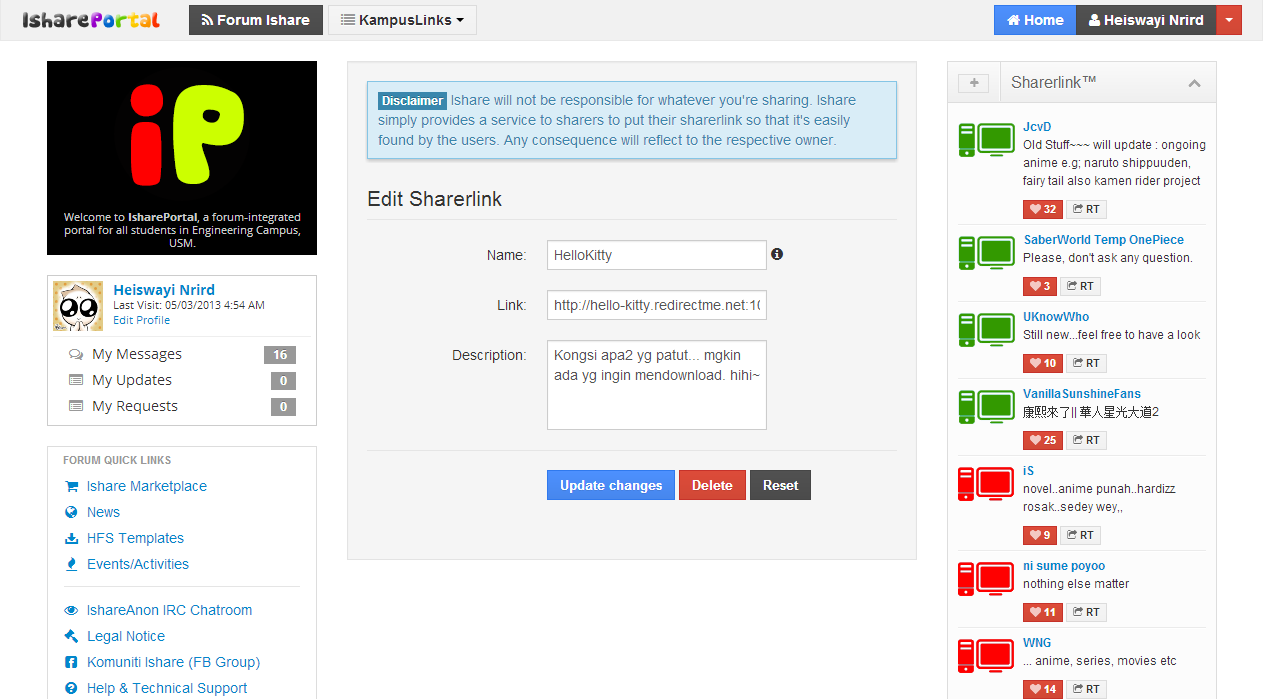 IsharePortal
Forum Ishare
KampusLinks
Home
Heiswayi Nrird
iP
Welcome to IsharePortal, a forum-integrated
portal for all students in Engineering Campus,
USM.
Heiswayi Nrird
Last Visit: 05/03/2013 4:54 AM
Edit Profile
My Messages 16
My Updates 0
My Requests 0
FORUM QUICK LINKS
Ishare Marketplace
News
HFS Templates
Events/Activities
IshareAnon IRC Chatroom
Legal Notice
Komuniti Ishare (FB Group)
Help & Technical Support
Disclaimer Ishare will not be responsible for whatever you're sharing. Ishare
simply provides a service to sharers to put their sharerlink so that it's easily
found by the users. Any consequence will reflect to the respective owner.
Edit Sharerlink
Name: HelloKitty
Link: http://hello-kitty.redirectme.net:10
Description: Kongsi apa2 yg patut... mgkin
ada yg ingin mendownload. hihi~
Update changes Delete Reset
+ Sharerlink™
JcvD
Old Stuff~~~ will update : ongoing
anime e.g; naruto shippuuden,
fairy tail also kamen rider project
32 RT
SaberWorld Temp OnePiece
Please, don't ask any question.
3 RT
UKnowWho
Still new...feel free to have a look
10 RT
VanillaSunshineFans
康熙來了|| 華人星光大道2
25 RT
iS
novel..anime punah..hardizz
rosak..sedey wey,,
9 RT
ni sume poyoo
nothing else matter
11 RT
WNG
... anime, series, movies etc
14 RT